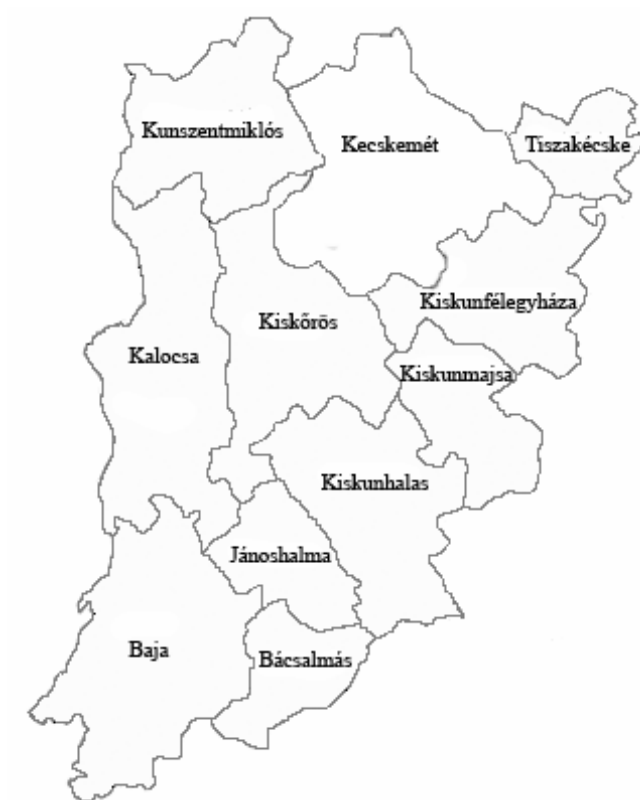 Kunszentmiklós
Kecskemét
Tiszakécske
Kiskunfélegyháza
Kiskőrös
Kalocsa
Kiskunmajsa
Kiskunhalas
Jánoshalma
Baja
Bácsalmás